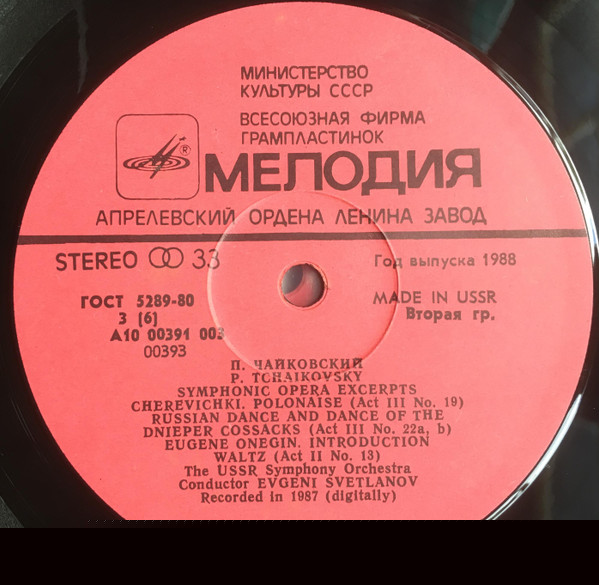 МИНИСТЕРСТВО
КУЛЬТУРЫ СССР
ВСЕСОЮЗНАЯ ФИРМА
ГРАМПЛАСТИНОК
®
МЕЛОДИЯ
АПРЕЛЕВСКИЙ ОРДЕНА ЛЕНИНА ЗАВОД
STEREO 33
Год выпуска 1988
ГОСТ 5289-80
MADE IN USSR
3 (6)
Вторая гр.
А10 00391 003
00393
П. ЧАЙКОВСКИЙ
P. TCHAIKOVSKY
SYMPHONIC OPERA EXCERPTS
CHEREVICHKI. POLONAISE (Act III No. 19)
RUSSIAN DANCE AND DANCE OF THE
DNIEPER COSSACKS (Act III No. 22a, b)
EUGENE ONEGIN. INTRODUCTION
WALTZ (Act II No. 13)
The USSR Symphony Orchestra
Conductor EVGENI SVETLANOV
Recorded in 1987 (digitally)